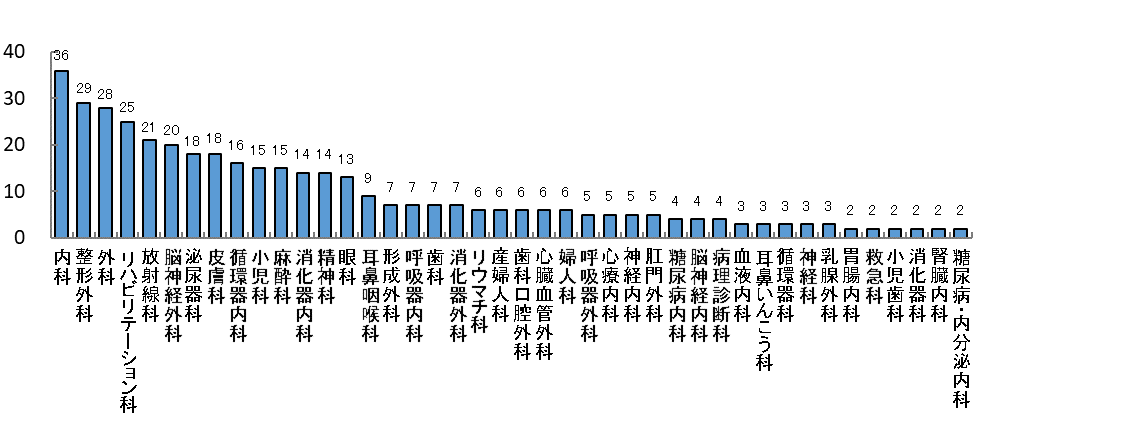 40
30
20
10
0
36
29
28
25
21
20
18
18
16
15
15
14
14
13
9
7
7
7
7
6
6
6
6
6
5
5
5
5
4
4
4
3
3
3
3
3
2
2
2
2
2
2
内科
整形外科
外科
リハビリテーション科
放射線科
脳神経外科
泌尿器科
皮膚科
循環器内科
小児科
麻酔科
消化器内科
精神科
眼科
耳鼻咽喉科
形成外科
呼吸器内科
歯科
消化器外科
リウマチ科
産婦人科
歯科口腔外科
心臓血管外科
婦人科
呼吸器外科
心療内科
神経内科
肛門外科
糖尿病内科
脳神経内科
病理診断科
血液内科
耳鼻いんこう科
循環器科
神経科
乳腺外科
胃腸内科
救急科
小児歯科
消化器科
腎臓内科
糖尿病・内分泌内科